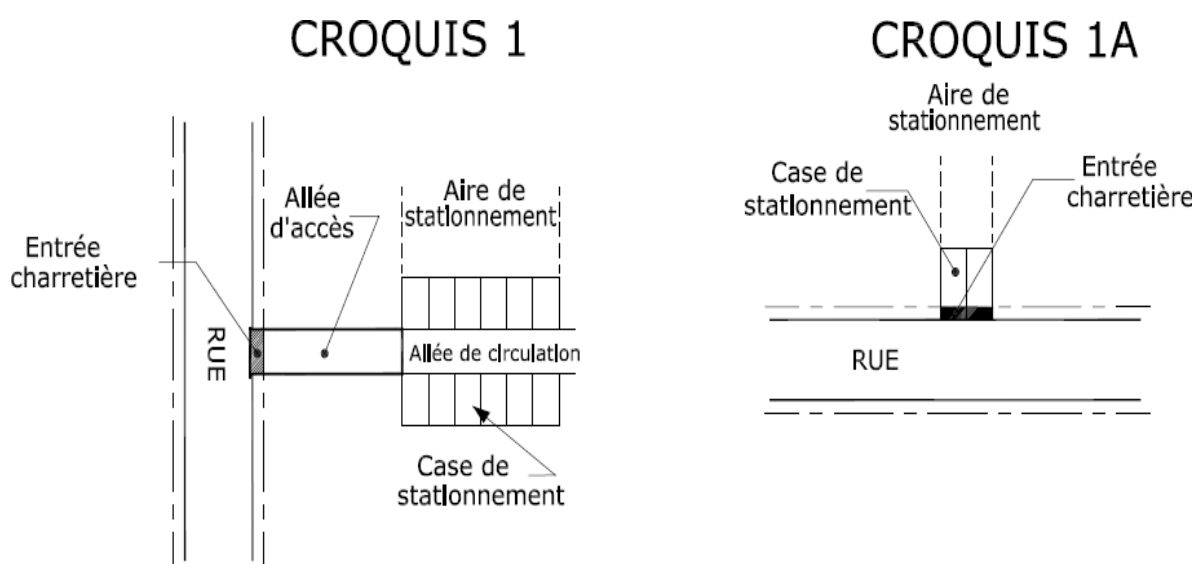 CROQUIS 1
Aire de
stationnement
Allée
d'accès
Entrée
charretière
RUE
Allée de circulation
Case de
stationnement
CROQUIS 1A
Aire de
stationnement
Case de
stationnement
Entrée
charretière
RUE